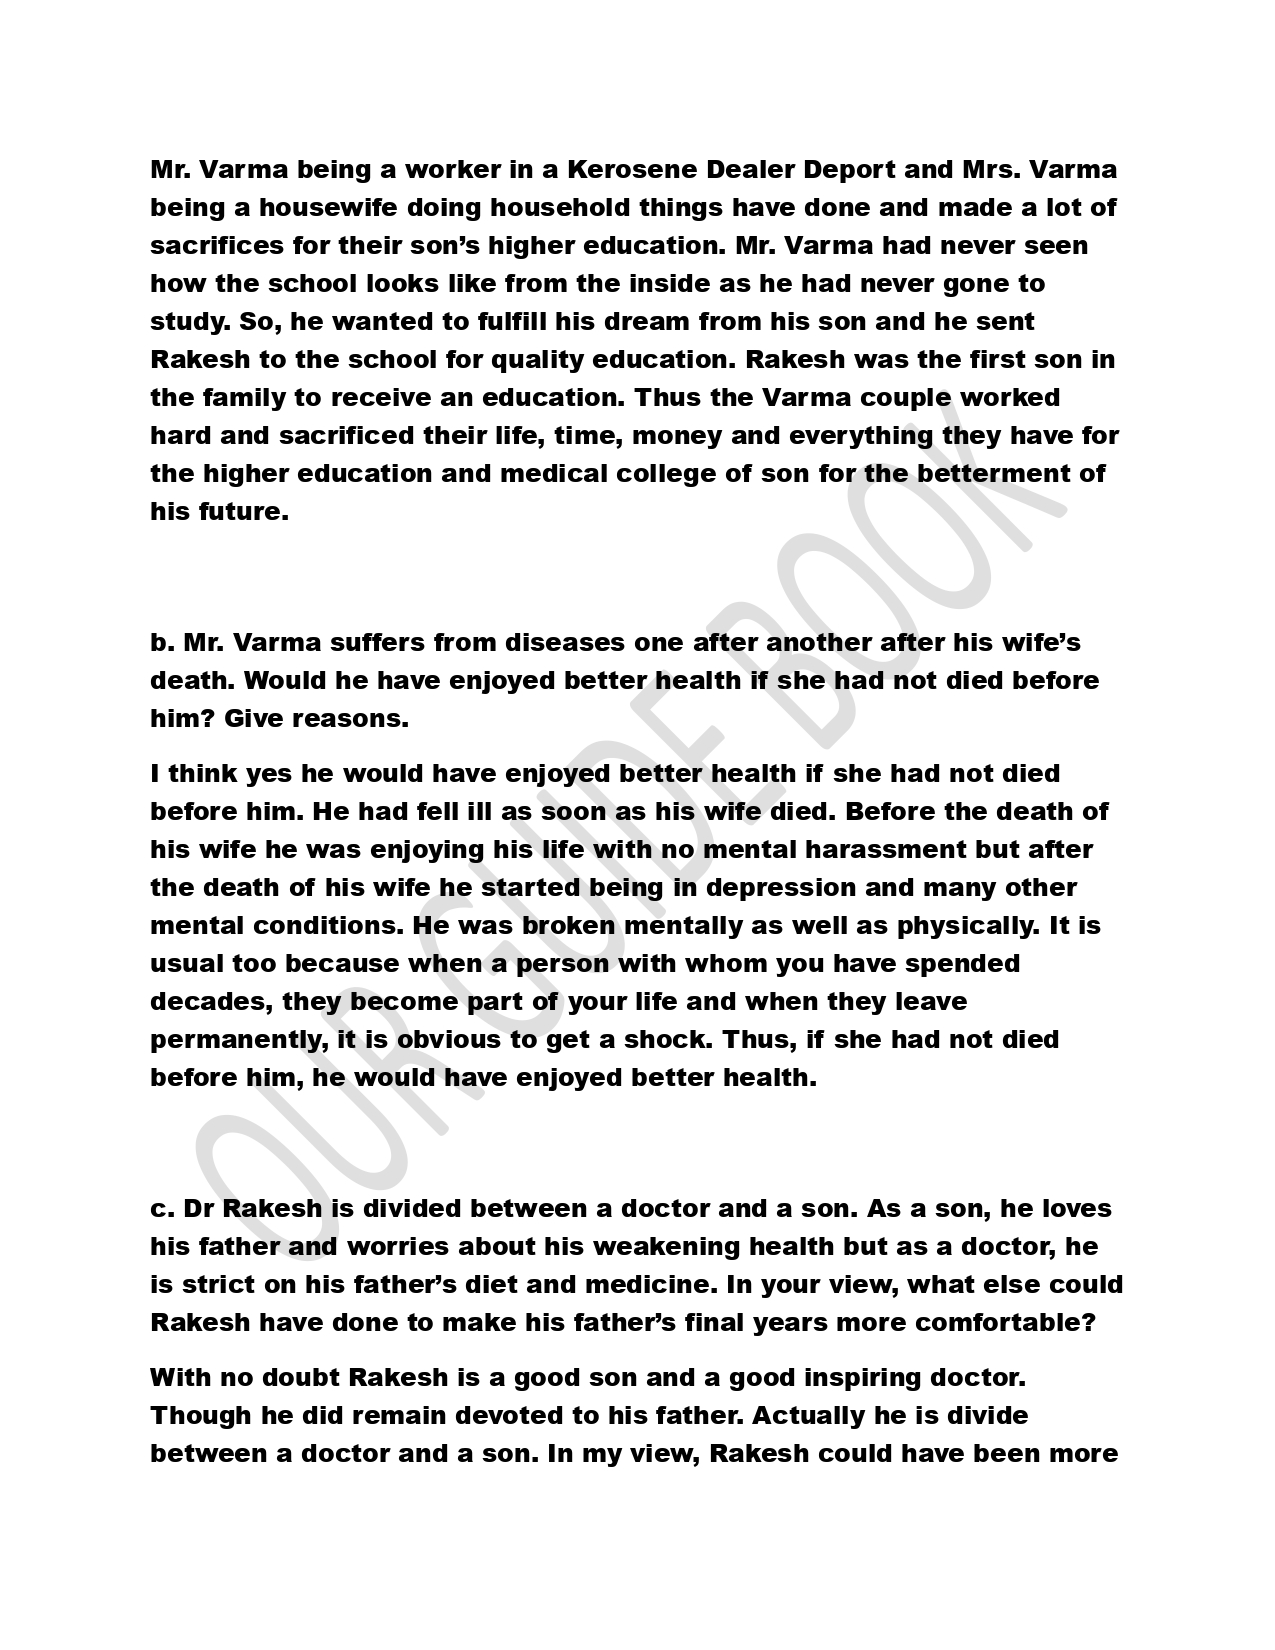 Mr. Varma being a worker in a Kerosene Dealer Deport and Mrs. Varma
being a housewife doing household things have done and made a lot of
sacrifices for their son’s higher education. Mr. Varma had never seen
how the school looks like from the inside as he had never gone to
study. So, he wanted to fulfill his dream from his son and he sent
Rakesh to the school for quality education. Rakesh was the first son in
the family to receive an education. Thus the Varma couple worked
hard and sacrificed their life, time, money and everything they have for
the higher education and medical college of son for the betterment of
his future.
b. Mr. Varma suffers from diseases one after another after his wife’s
death. Would he have enjoyed better health if she had not died before
him? Give reasons.
I think yes he would have enjoyed better health if she had not died
before him. He had fell ill as soon as his wife died. Before the death of
his wife he was enjoying his life with no mental harassment but after
the death of his wife he started being in depression and many other
mental conditions. He was broken mentally as well as physically. It is
usual too because when a person with whom you have spended
decades, they become part of your life and when they leave
permanently, it is obvious to get a shock. Thus, if she had not died
before him, he would have enjoyed better health.
c. Dr Rakesh is divided between a doctor and a son. As a son, he loves
his father and worries about his weakening health but as a doctor, he
is strict on his father’s diet and medicine. In your view, what else could
Rakesh have done to make his father’s final years more comfortable?
With no doubt Rakesh is a good son and a good inspiring doctor.
Though he did remain devoted to his father. Actually he is divide
between a doctor and a son. In my view, Rakesh could have been more
OUR GUIDE BOOK